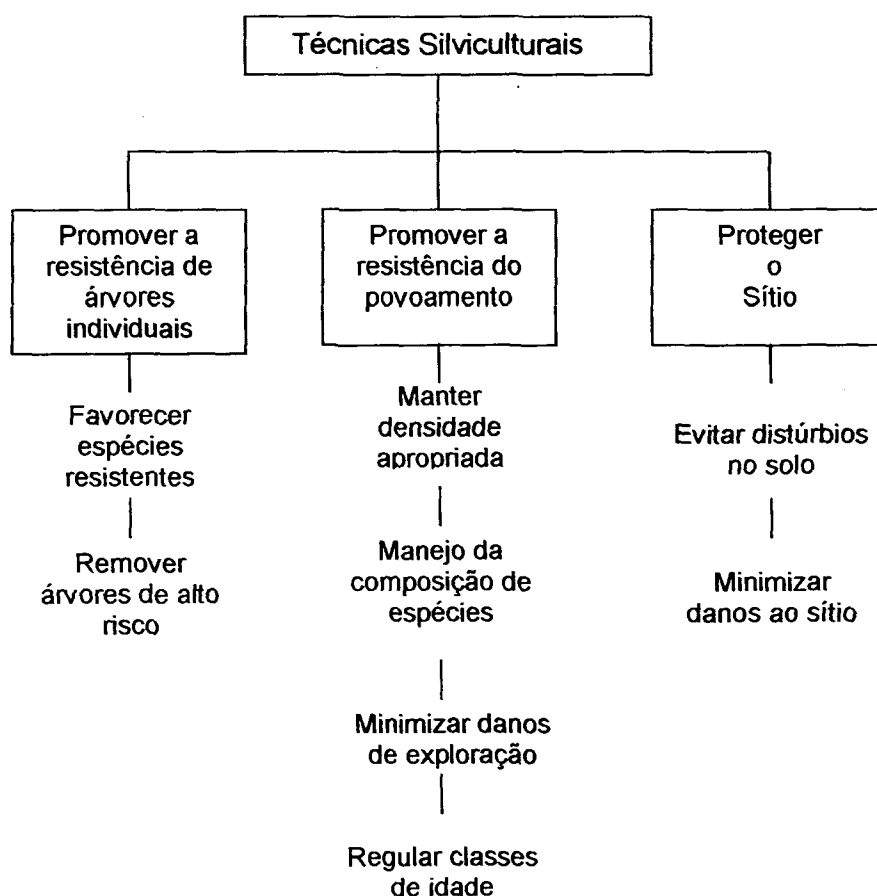 Técnicas Silviculturais
Promover a
resistência de
árvores
individuais
Favorecer
espécies
resistentes
Remover
árvores de alto
risco
Promover a
resistência do
povoamento
Manter
densidade
apropriada
Manejo da
composição de
espécies
Minimizar danos
de exploração
Regular classes
de idade
Proteger
o
Sítio
Evitar distúrbios
no solo
Minimizar
danos ao sítio